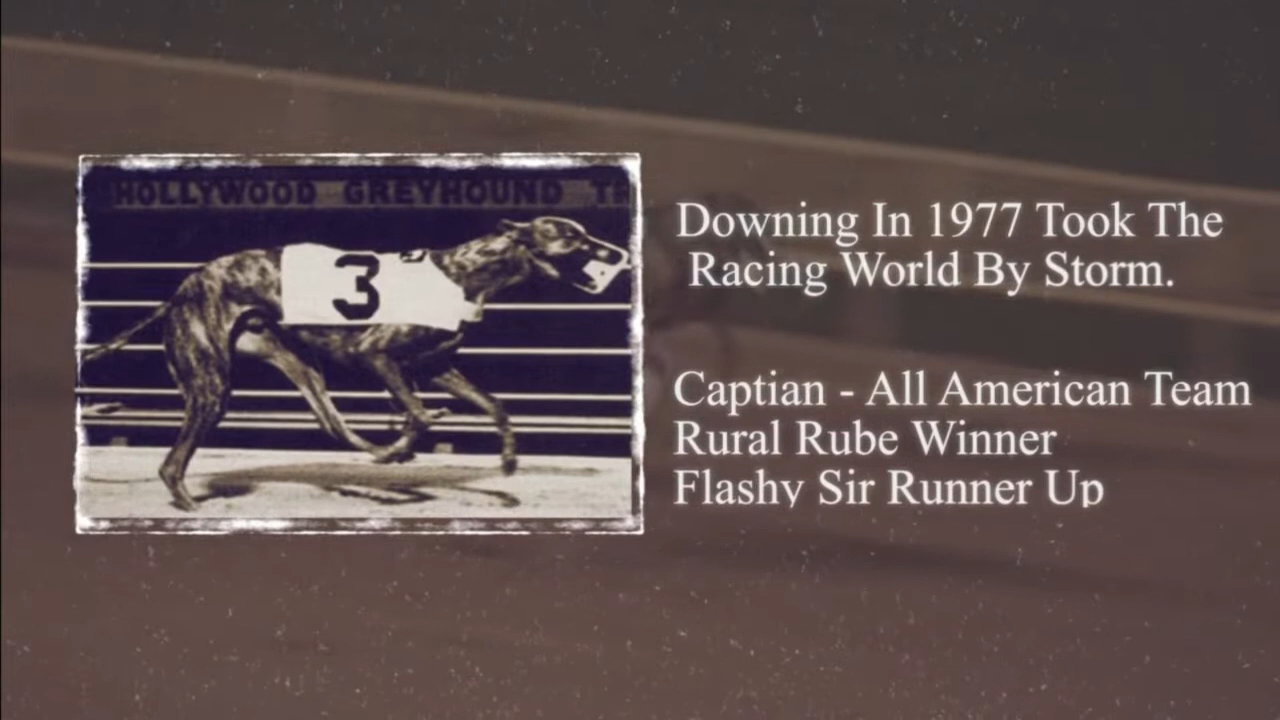 HOLLYWOOD GREYHOUND TR
3
Downing In 1977 Took The
Racing World By Storm.
Captian - All American Team
Rural Rube Winner
Flashy Sir Runner Up